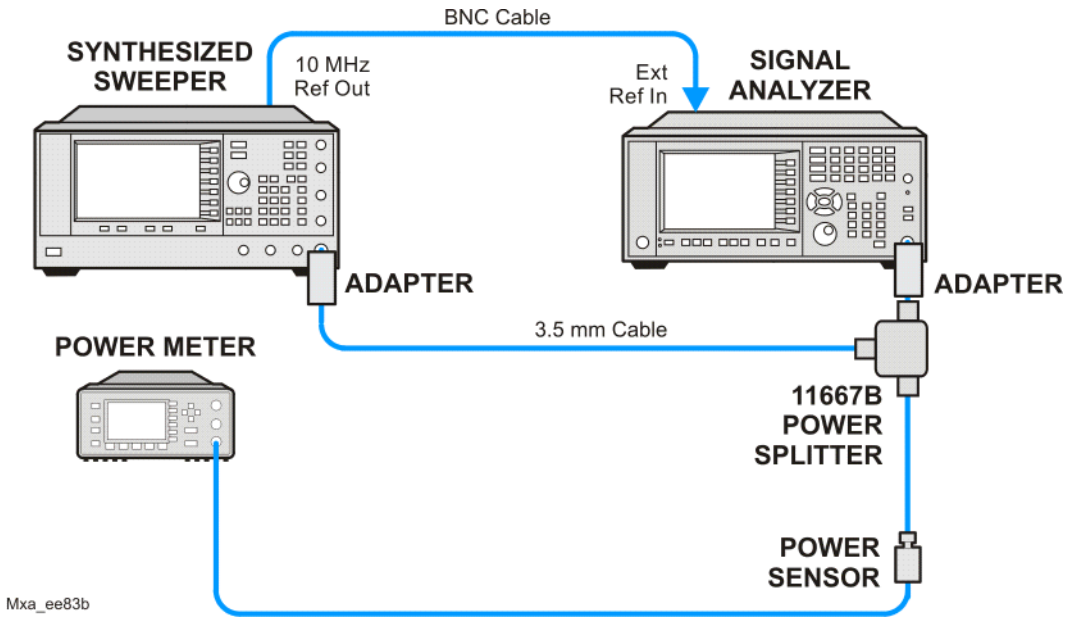 BNC Cable
SYNTHESIZED
SWEEPER
10 MHz
Ref Out
Ext
Ref In
SIGNAL
ANALYZER
ADAPTER
ADAPTER
3.5 mm Cable
POWER METER
11667B
POWER
SPLITTER
POWER
SENSOR
Mxa_ee83b